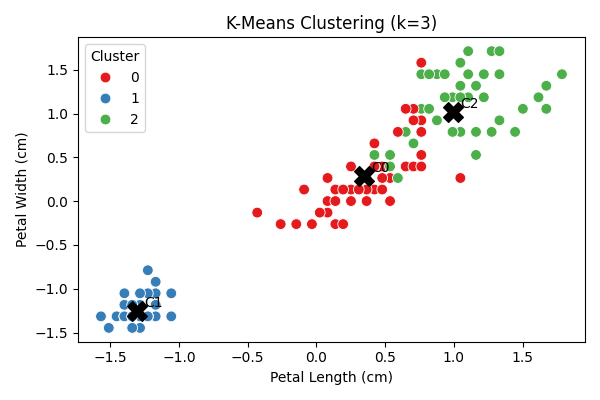 K-Means Clustering (k=3)
Cluster
0
1
2
C2
C0
C1
Petal Width (cm)
1.5
1.0
0.5
0.0
−0.5
−1.0
−1.5
−1.5 −1.0 −0.5 0.0 0.5 1.0 1.5
Petal Length (cm)